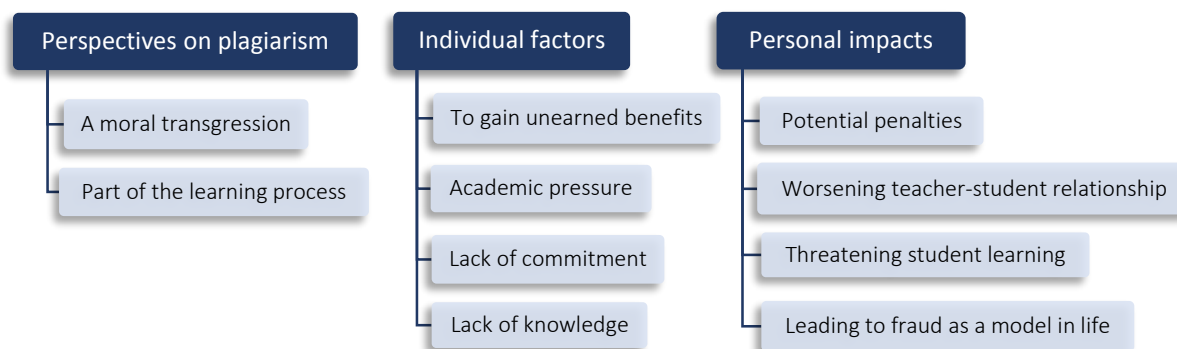 Perspectives on plagiarism
A moral transgression
Part of the learning process
Individual factors
To gain unearned benefits
Academic pressure
Lack of commitment
Lack of knowledge
Personal impacts
Potential penalties
Worsening teacher-student relationship
Threatening student learning
Leading to fraud as a model in life